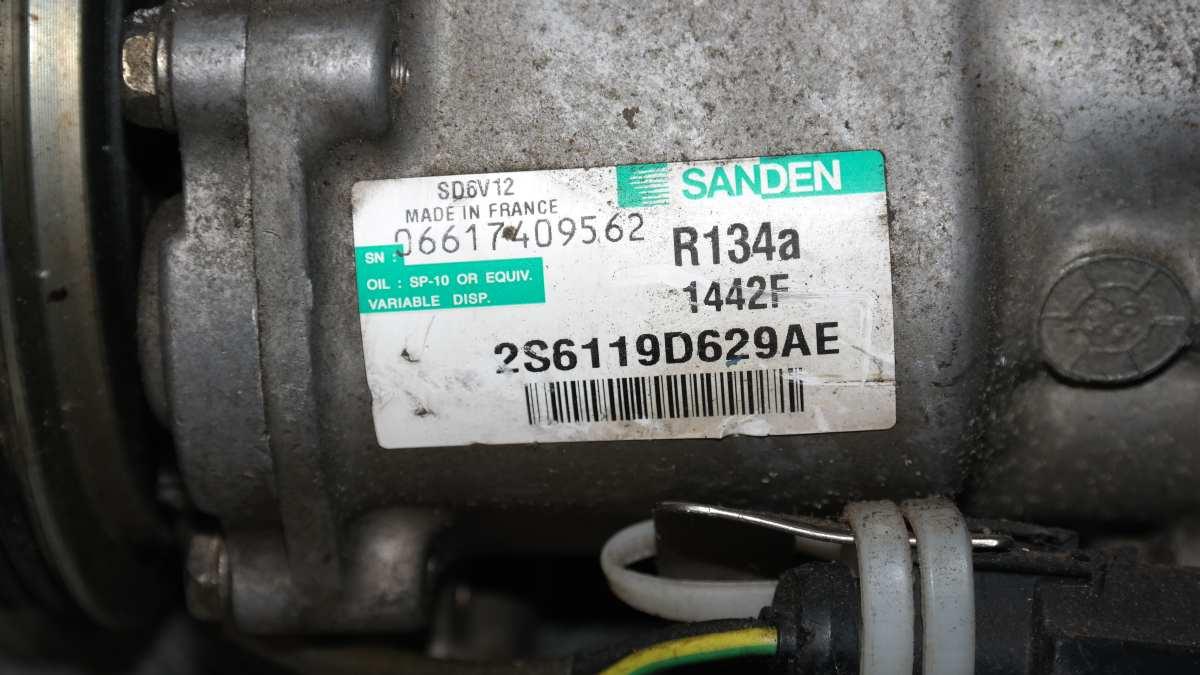 SD6V12
MADE IN FRANCE
SANDEN
SN : 06617409562
R134a
OIL : SP-10 OR EQUIV.
VARIABLE DISP.
1442F
2S6119D629AE